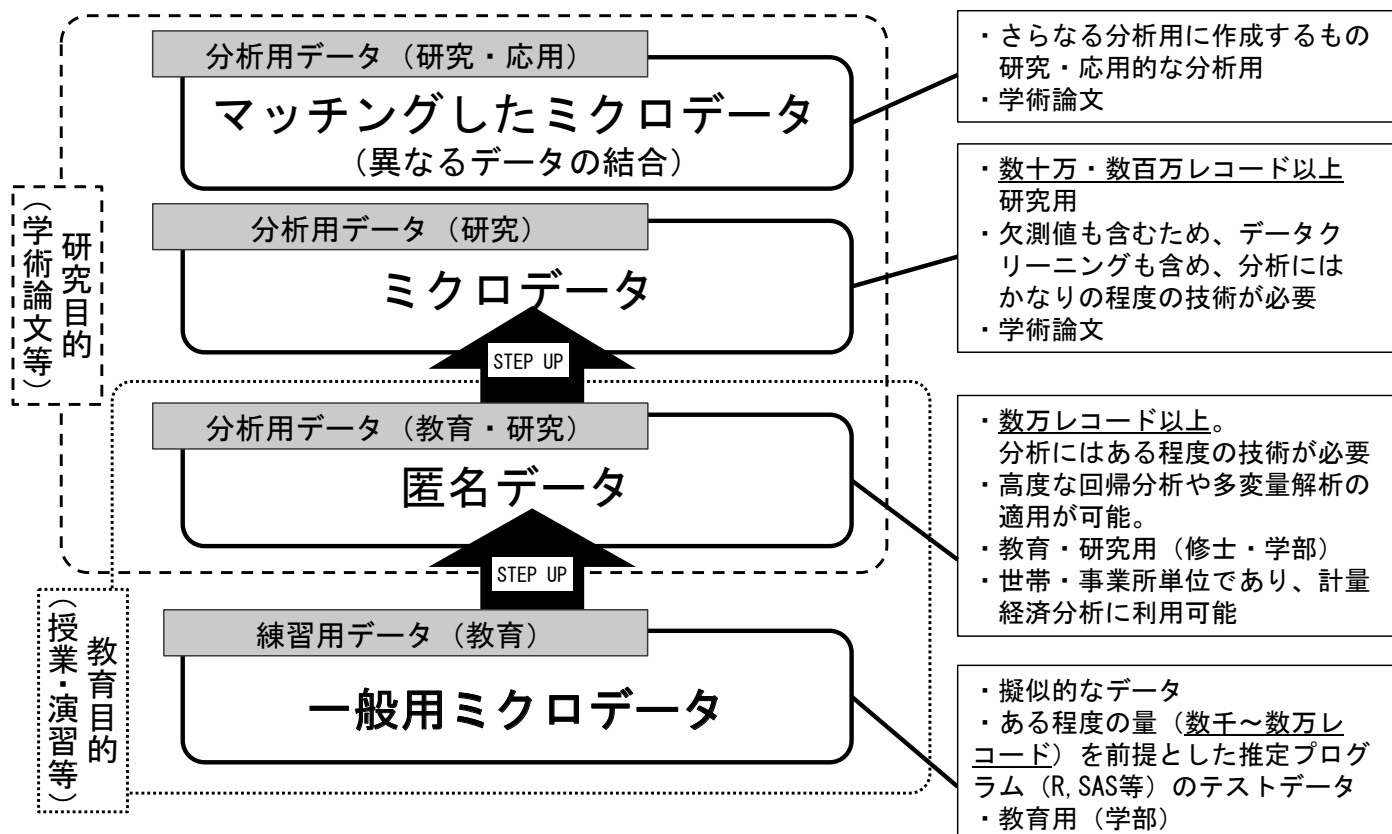 分析用データ（研究・応用）
マッチングしたミクロデータ
（異なるデータの結合）
・さらなる分析用に作成するもの
研究・応用的な分析用
・学術論文
分析用データ（研究）
ミクロデータ
・数十万・数百万レコード以上
研究用
・欠測値も含むため、データク
リーニングも含め、分析には
かなりの程度の技術が必要
・学術論文
研究目的
（学術論文等）
STEP UP
分析用データ（教育・研究）
匿名データ
・数万レコード以上。
分析にはある程度の技術が必要
・高度な回帰分析や多変量解析の
適用が可能。
・教育・研究用（修士・学部）
・世帯・事業所単位であり、計量
経済分析に利用可能
STEP UP
練習用データ（教育）
一般用ミクロデータ
教育目的
（授業・演習等）
・擬似的なデータ
・ある程度の量（数千～数万レ
コード）を前提とした推定プログ
ラム（R,SAS等）のテストデータ
・教育用（学部）